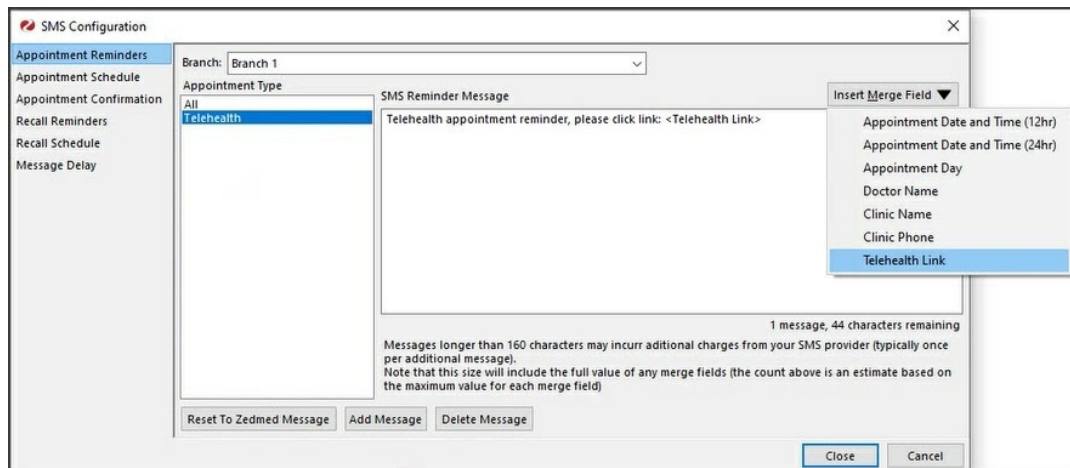 SMS Configuration
Appointment Reminders
Appointment Schedule
Appointment Confirmation
Recall Reminders
Recall Schedule
Message Delay
Branch: Branch 1
Appointment Type
All
Telehealth
SMS Reminder Message
Insert Merge Field
Telehealth appointment reminder, please click link: <Telehealth Link>
Appointment Date and Time (12hr)
Appointment Date and Time (24hr)
Appointment Day
Doctor Name
Clinic Name
Clinic Phone
Telehealth Link
1 message, 44 characters remaining
Messages longer than 160 characters may incurr aditional charges from your SMS provider (typically once
per additional message).
Note that this size will include the full value of any merge fields (the count above is an estimate based on
the maximum value for each merge field)
Reset To Zedmed Message
Add Message
Delete Message
Close
Cancel